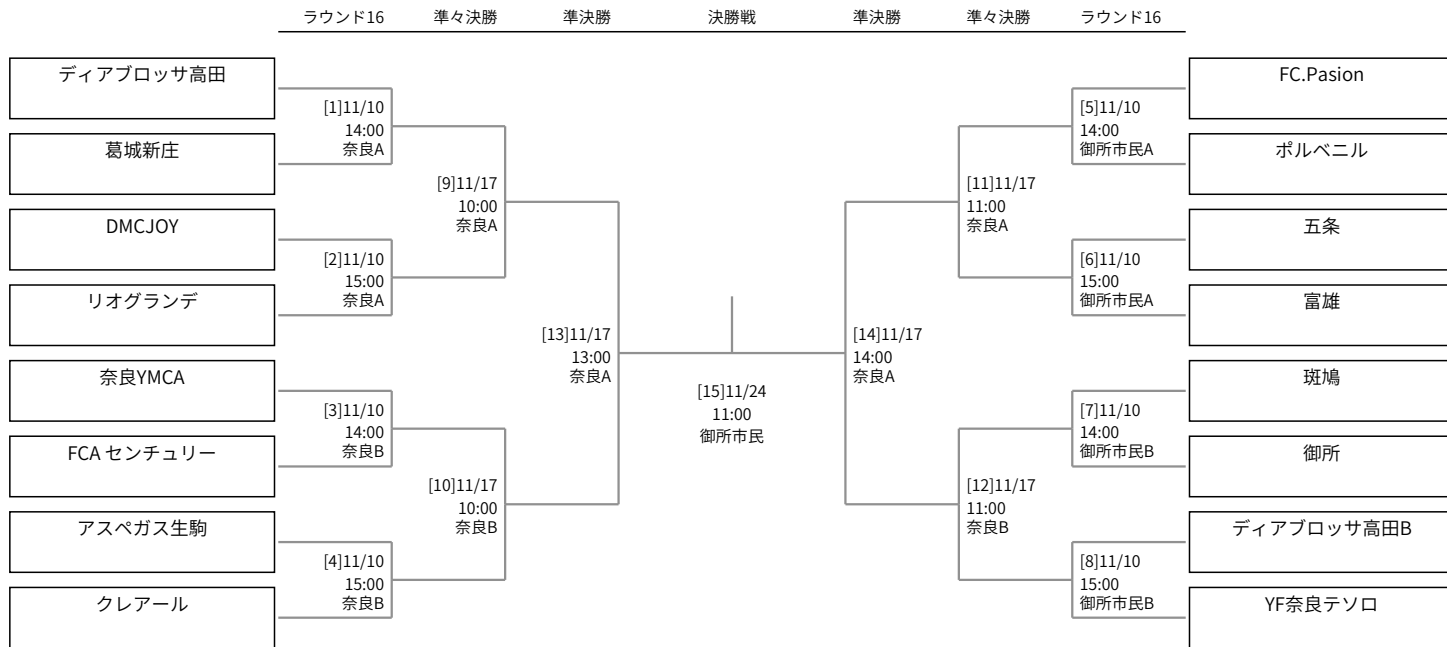 ラウンド16
準々決勝
準決勝
決勝戦
準決勝
準々決勝
ラウンド16
ディアブロッサ高田
葛城新庄
DMCJOY
リオグランデ
奈良YMCA
FCA センチュリー
アスペガス生駒
クレアール
[1]11/10
14:00
奈良A
[2]11/10
15:00
奈良A
[3]11/10
14:00
奈良B
[4]11/10
15:00
奈良B
[9]11/17
10:00
奈良A
[10]11/17
10:00
奈良B
[13]11/17
13:00
奈良A
[15]11/24
11:00
御所市民
[14]11/17
14:00
奈良A
[11]11/17
11:00
奈良A
[12]11/17
11:00
奈良B
[5]11/10
14:00
御所市民A
[6]11/10
15:00
御所市民A
[7]11/10
14:00
御所市民B
[8]11/10
15:00
御所市民B
FC.Pasion
ポルベニル
五条
富雄
斑鳩
御所
ディアブロッサ高田B
YF奈良テソロ